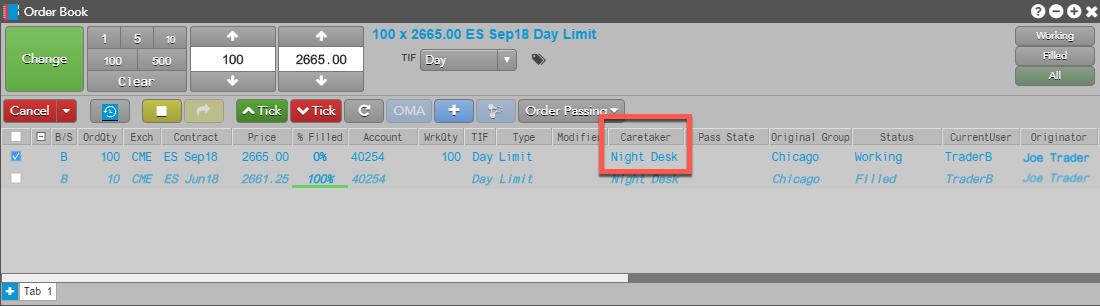 Order Book
Change
1 5 10
100 500
Clear
100
2665.00
100 x 2665.00 ES Sep18 Day Limit
TIF Day
Working
Filled
All
Cancel Tick Tick OMA + Order Passing
B/S OrdQty Exch Contract Price % Filled Account WrkQty TIF Type Modifier Caretaker Pass State Original Group Status CurrentUser Originator
B 100 CME ES Sep18 2665.00 0% 40254 100 Day Limit Night Desk Chicago Working TraderB Joe Trader
B 10 CME ES Jun18 2661.25 100% 40254 Day Limit Night Desk Chicago Filled TraderB Joe Trader
+ Tab 1